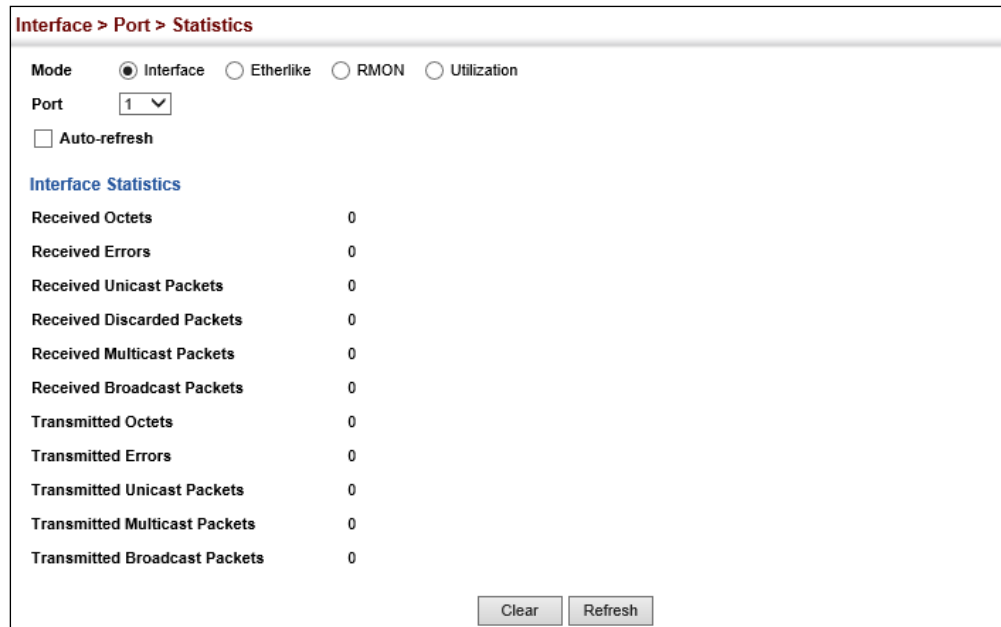 Interface > Port > Statistics
Mode Interface Etherlike RMON Utilization
Port 1
Auto-refresh
Interface Statistics
Received Octets 0
Received Errors 0
Received Unicast Packets 0
Received Discarded Packets 0
Received Multicast Packets 0
Received Broadcast Packets 0
Transmitted Octets 0
Transmitted Errors 0
Transmitted Unicast Packets 0
Transmitted Multicast Packets 0
Transmitted Broadcast Packets 0
Clear Refresh